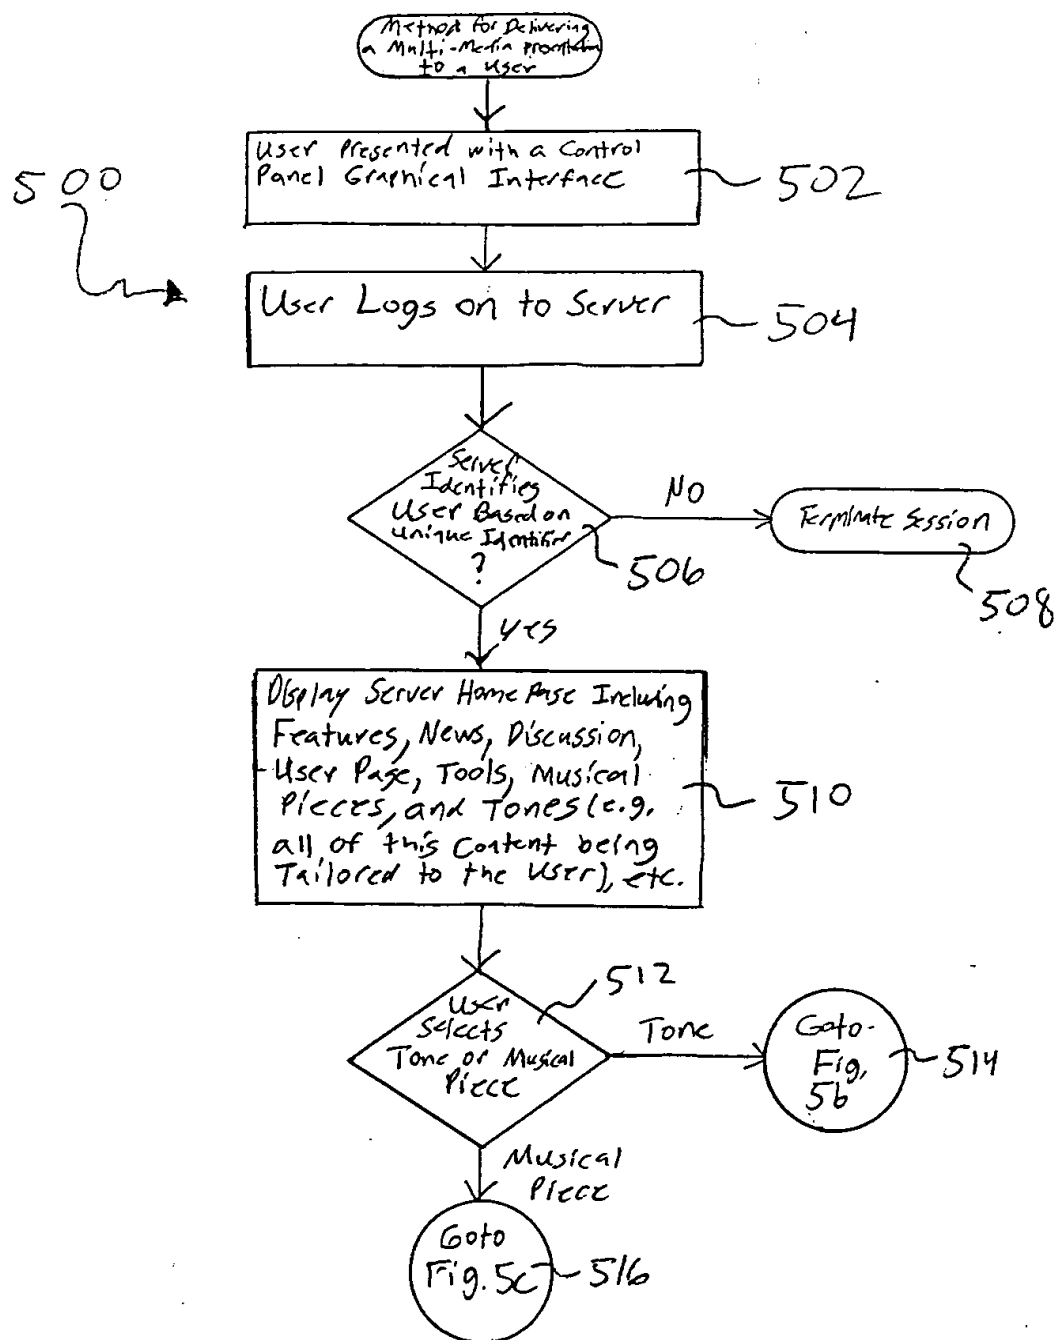 Method for Delivering
a Multi-Media presentation
to a User
User Presented with a Control
Panel Graphical Interface
502
500
User Logs on to Server
504
Server
Identifies
User Based on
Unique Identifier
?
506
No
Terminate Session
508
Yes
Display Server Home Page Including
Features, News, Discussion,
User Page, Tools, Musical
Pieces, and Tones (e.g.
all of this Content being
Tailored to the User), etc.
510
User
Selects
Tone or Musical
Piece
512
Tone
Goto
Fig.
5b
514
Musical
Piece
Goto
Fig. 5c
516